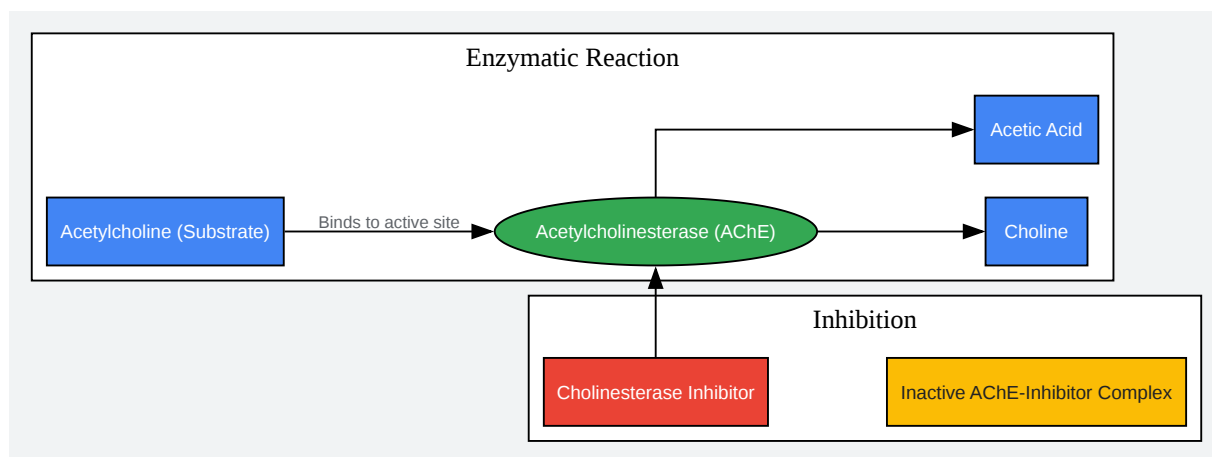 Enzymatic Reaction
Acetic Acid
Acetylcholine (Substrate)
Binds to active site
Acetylcholinesterase (AChE)
Choline
Inhibition
Cholinesterase Inhibitor
Inactive AChE-Inhibitor Complex